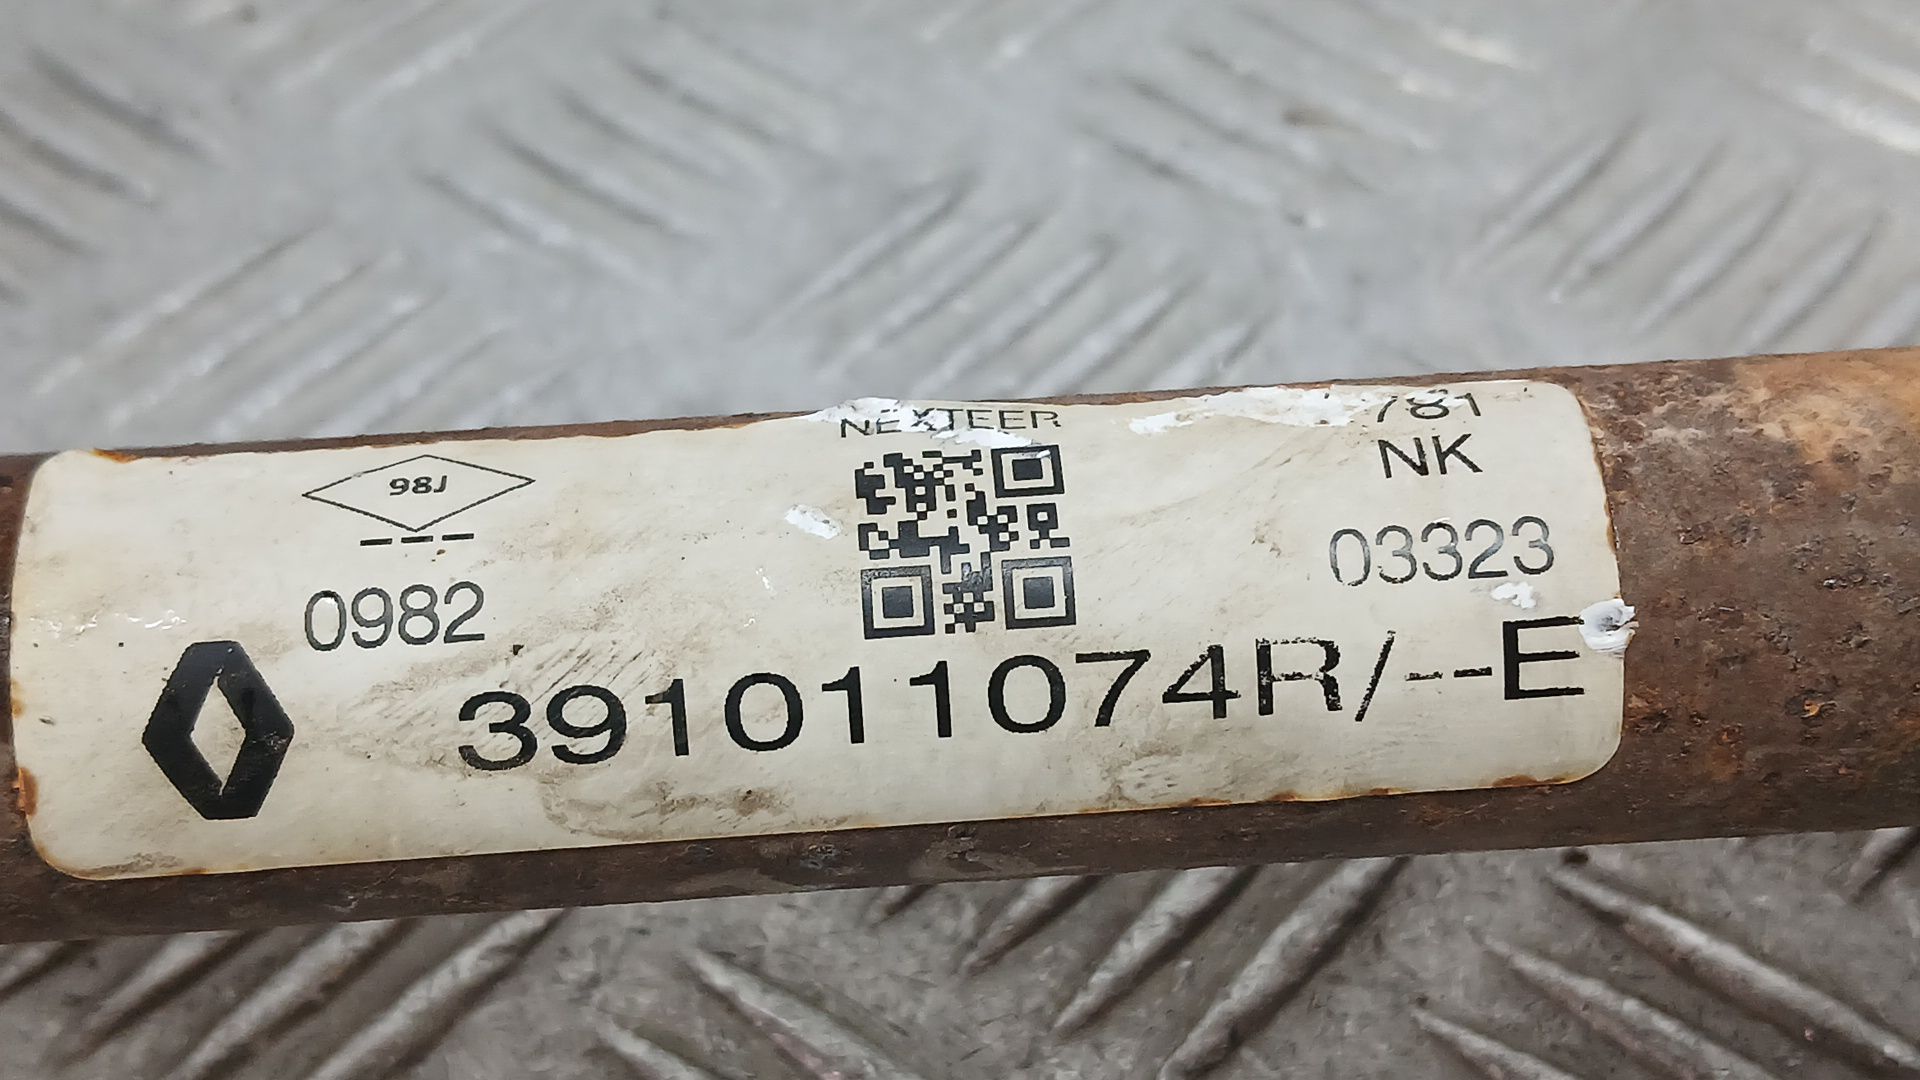 98J
---
0982
NEXTEER
781
NK
03323
391011074R/--E